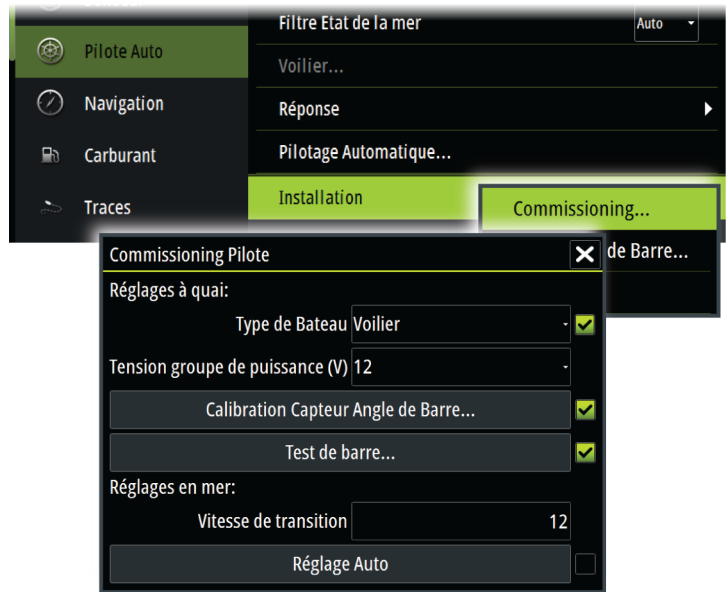 Filtre Etat de la mer
Auto
Pilote Auto
Voilier...
Navigation
Réponse
Carburant
Pilotage Automatique...
Traces
Installation
Commissioning...
de Barre...
Commissioning Pilote
Réglages à quai:
Type de Bateau Voilier
Tension groupe de puissance (V) 12
Calibration Capteur Angle de Barre...
Test de barre...
Réglages en mer:
Vitesse de transition 12
Réglage Auto